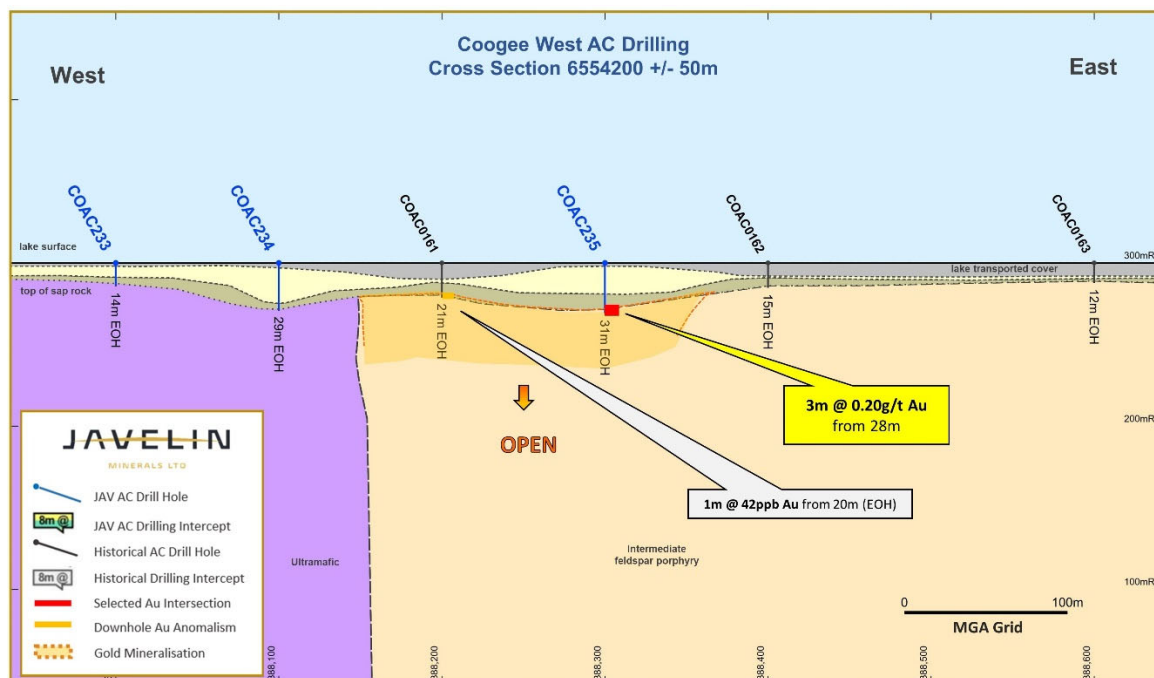 Coogee West AC Drilling
Cross Section 6554200 +/- 50m
West
East
COAC233
COAC234
COAC0161
COAC235
COAC0162
COAC0163
lake surface
300mR
lake transported cover
top of sap rock
14m EOH
29m EOH
21m EOH
31m EOH
15m EOH
12m EOH
3m @ 0.20g/t Au
from 28m
OPEN
200mR
1m @ 42ppb Au from 20m (EOH)
JAVELIN
MINERALS LTD
JAV AC Drill Hole
8m @
JAV AC Drilling Intercept
Historical AC Drill Hole
8m @
Historical Drilling Intercept
Selected Au Intersection
Downhole Au Anomalism
Gold Mineralisation
Ultramafic
Intermediate
feldspar porphyry
100mR
0
100m
MGA Grid
388,100
388,200
388,300
388,400
388,500
388,600